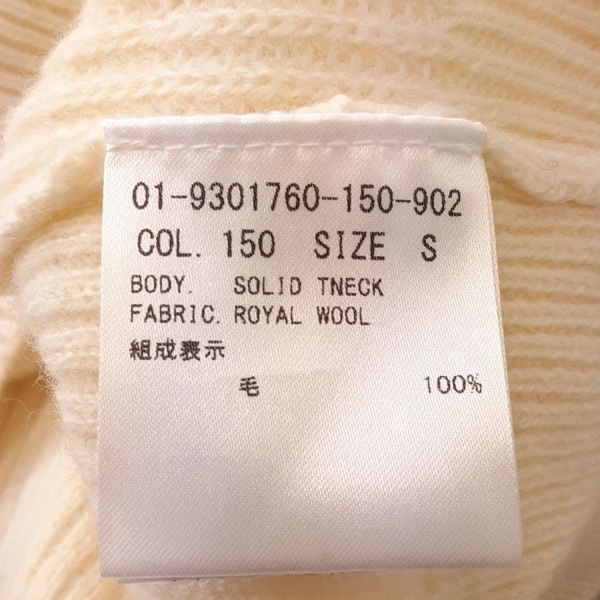 01-9301760-150-902
COL. 150 SIZE S
BODY. SOLID TNECK
FABRIC. ROYAL WOOL
組成表示
毛 100%